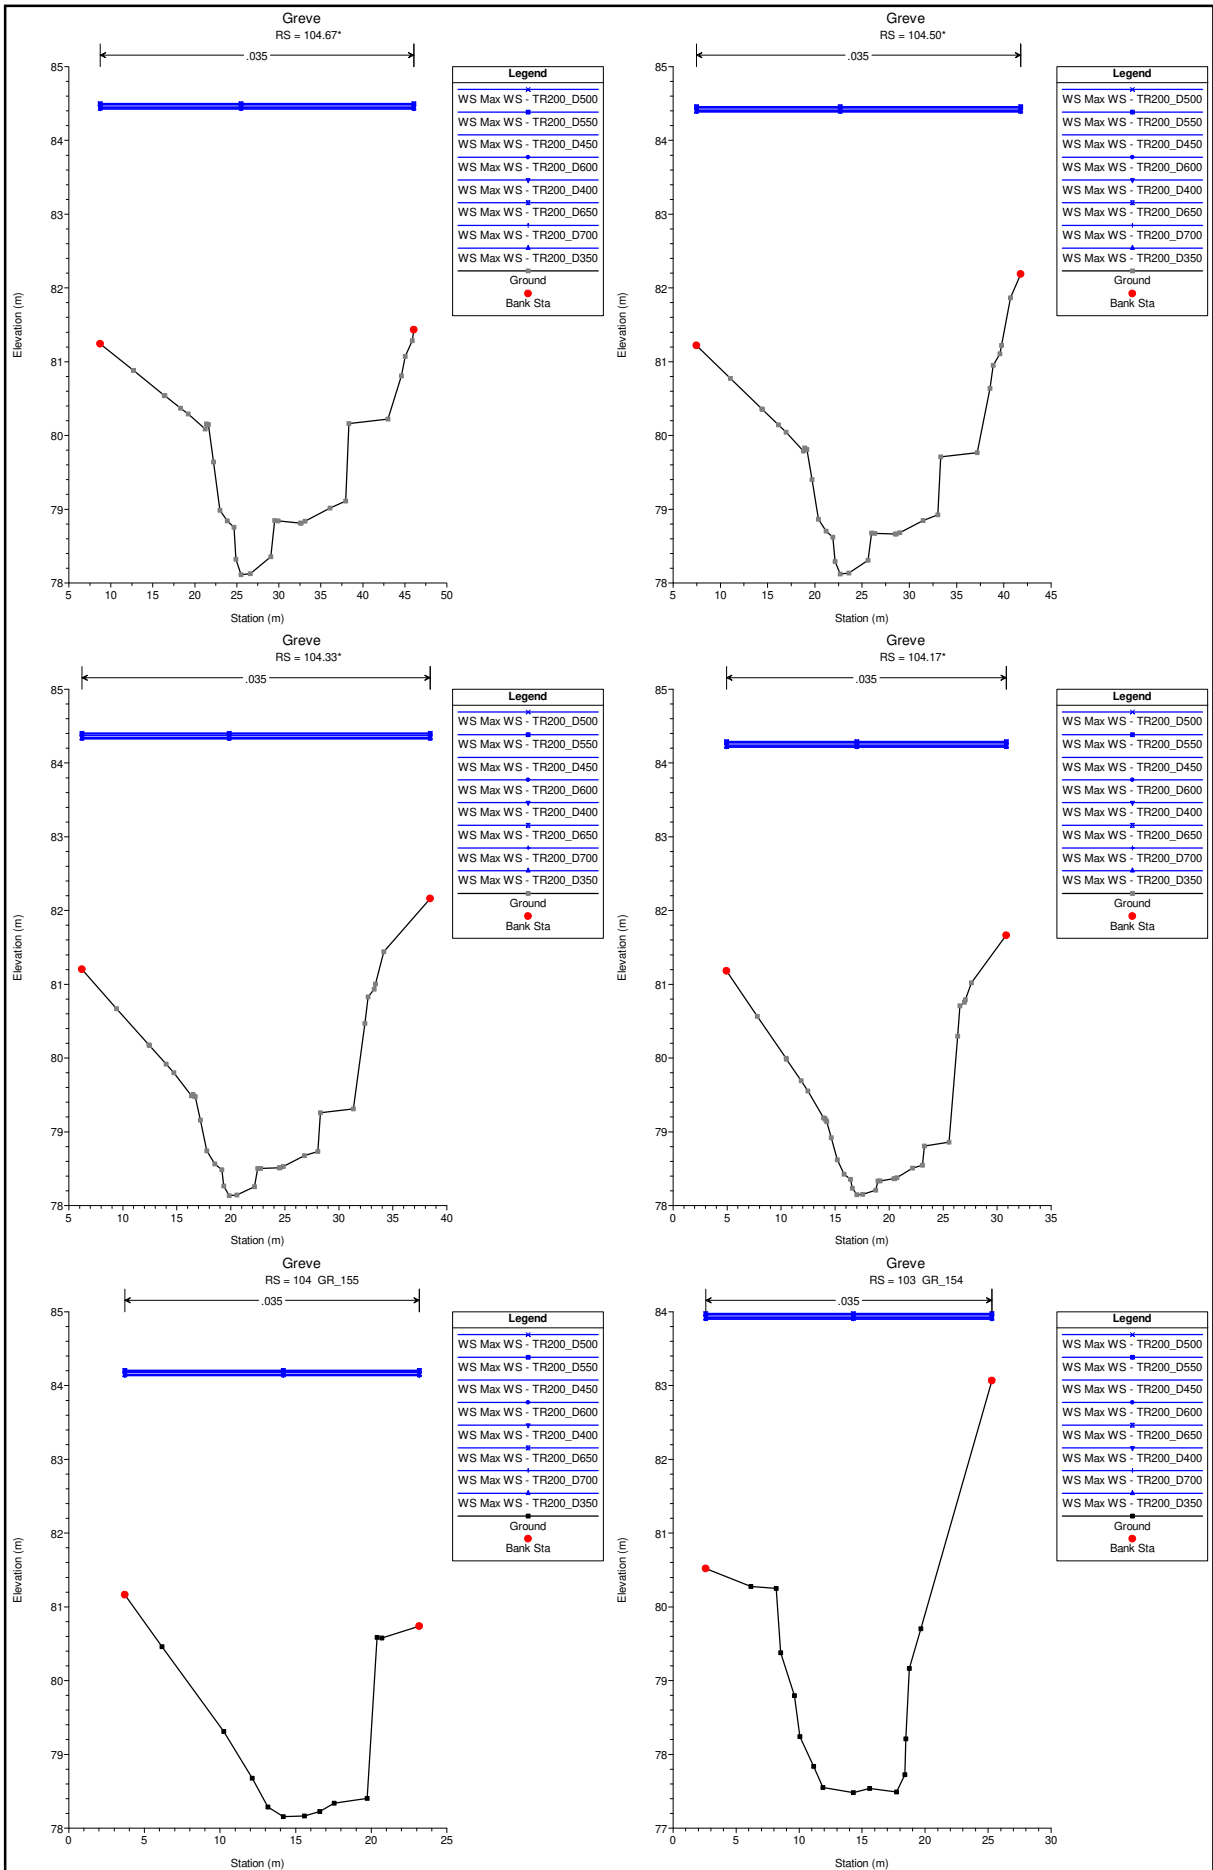 Greve
RS = 104.67*
.035
85
84
83
82
81
80
79
78
5 10 15 20 25 30 35 40 45 50
Elevation (m)
Station (m)
Legend
WS Max WS - TR200_D500
WS Max WS - TR200_D550
WS Max WS - TR200_D450
WS Max WS - TR200_D600
WS Max WS - TR200_D400
WS Max WS - TR200_D650
WS Max WS - TR200_D700
WS Max WS - TR200_D350
Ground
Bank Sta
Greve
RS = 104.50*
.035
85
84
83
82
81
80
79
78
5 10 15 20 25 30 35 40 45
Elevation (m)
Station (m)
Legend
WS Max WS - TR200_D500
WS Max WS - TR200_D550
WS Max WS - TR200_D450
WS Max WS - TR200_D600
WS Max WS - TR200_D400
WS Max WS - TR200_D650
WS Max WS - TR200_D700
WS Max WS - TR200_D350
Ground
Bank Sta
Greve
RS = 104.33*
.035
85
84
83
82
81
80
79
78
5 10 15 20 25 30 35 40
Elevation (m)
Station (m)
Legend
WS Max WS - TR200_D500
WS Max WS - TR200_D550
WS Max WS - TR200_D450
WS Max WS - TR200_D600
WS Max WS - TR200_D400
WS Max WS - TR200_D650
WS Max WS - TR200_D700
WS Max WS - TR200_D350
Ground
Bank Sta
Greve
RS = 104.17*
.035
85
84
83
82
81
80
79
78
0 5 10 15 20 25 30 35
Elevation (m)
Station (m)
Legend
WS Max WS - TR200_D500
WS Max WS - TR200_D550
WS Max WS - TR200_D450
WS Max WS - TR200_D600
WS Max WS - TR200_D400
WS Max WS - TR200_D650
WS Max WS - TR200_D700
WS Max WS - TR200_D350
Ground
Bank Sta
Greve
RS = 104 GR_155
.035
85
84
83
82
81
80
79
78
0 5 10 15 20 25
Elevation (m)
Station (m)
Legend
WS Max WS - TR200_D500
WS Max WS - TR200_D550
WS Max WS - TR200_D450
WS Max WS - TR200_D600
WS Max WS - TR200_D400
WS Max WS - TR200_D650
WS Max WS - TR200_D700
WS Max WS - TR200_D350
Ground
Bank Sta
Greve
RS = 103 GR_154
.035
84
83
82
81
80
79
78
77
0 5 10 15 20 25 30
Elevation (m)
Station (m)
Legend
WS Max WS - TR200_D500
WS Max WS - TR200_D550
WS Max WS - TR200_D450
WS Max WS - TR200_D600
WS Max WS - TR200_D650
WS Max WS - TR200_D400
WS Max WS - TR200_D700
WS Max WS - TR200_D350
Ground
Bank Sta